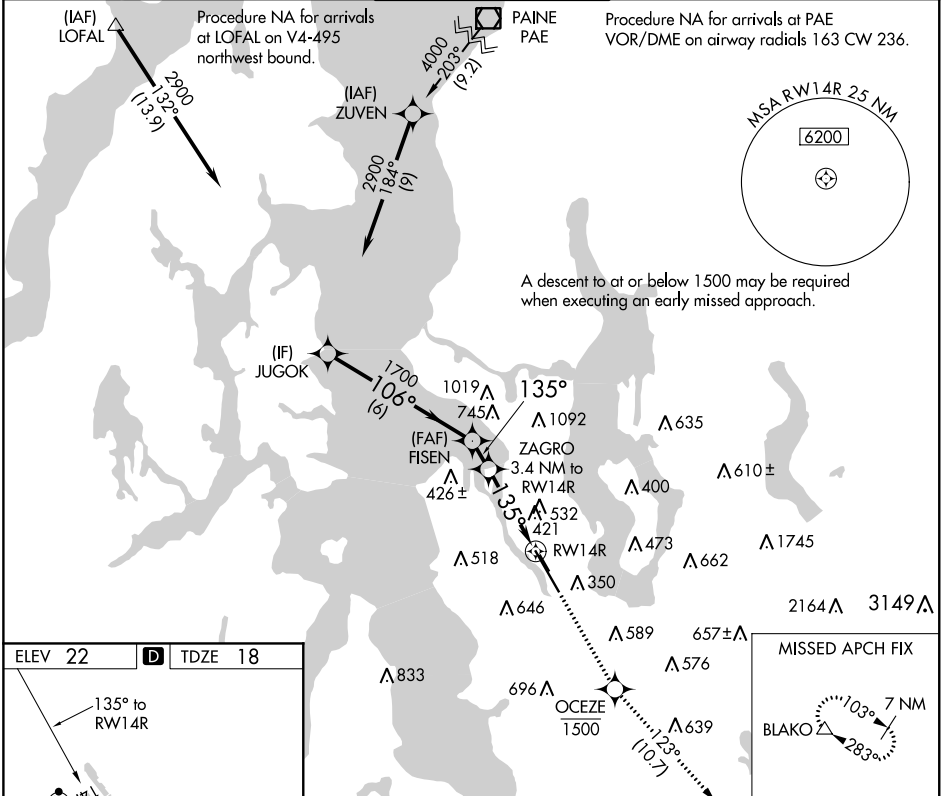 (IAF)
LOFAL
Procedure NA for arrivals
at LOFAL on V4-495
northwest bound.
PAINE
PAE
Procedure NA for arrivals at PAE
VOR/DME on airway radials 163 CW 236.
2900
132°
(13.9)
4000
203°
(9.2)
(IAF)
ZUVEN
2900
184°
(9)
MSA RW14R 25 NM
6200
A descent to at or below 1500 may be required
when executing an early missed approach.
(IF)
JUGOK
1700
106°
(6)
1019
745
135°
1092
635
(FAF)
FISEN
ZAGRO
3.4 NM to
RW14R
426±
135°
400
610±
532
421
RW14R
518
473
662
1745
350
646
2164
3149
589
657±
576
833
696
OCEZE
1500
639
123°
(10.7)
ELEV 22
D
TDZE 18
135° to
RW14R
MISSED APCH FIX
BLAKO
103°
7 NM
283°